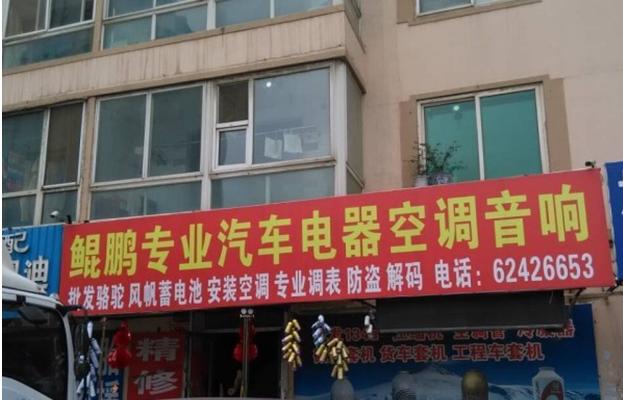 鲲鹏专业汽车电器空调音响
批发骆驼 风帆蓄电池 安装空调 专业调表 防盗 解码 电话：62426653
配
迪
精修
货车套机 工程车套机